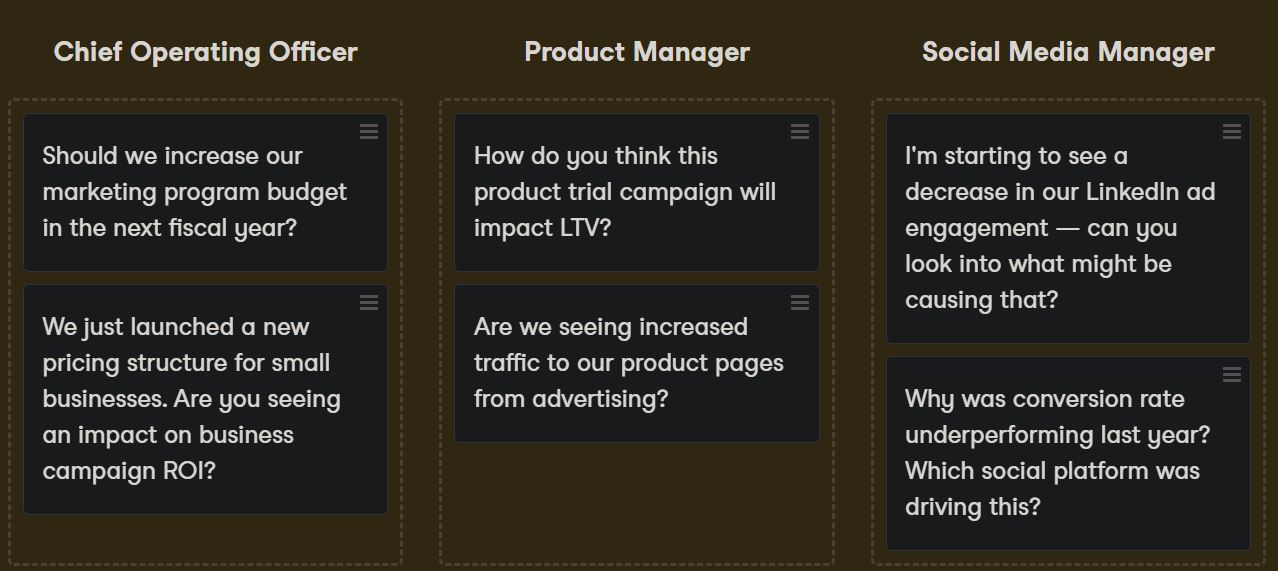 Chief Operating Officer
Should we increase our
marketing program budget
in the next fiscal year?
We just launched a new
pricing structure for small
businesses. Are you seeing
an impact on business
campaign ROI?
Product Manager
How do you think this
product trial campaign will
impact LTV?
Are we seeing increased
traffic to our product pages
from advertising?
Social Media Manager
I'm starting to see a
decrease in our LinkedIn ad
engagement — can you
look into what might be
causing that?
Why was conversion rate
underperforming last year?
Which social platform was
driving this?